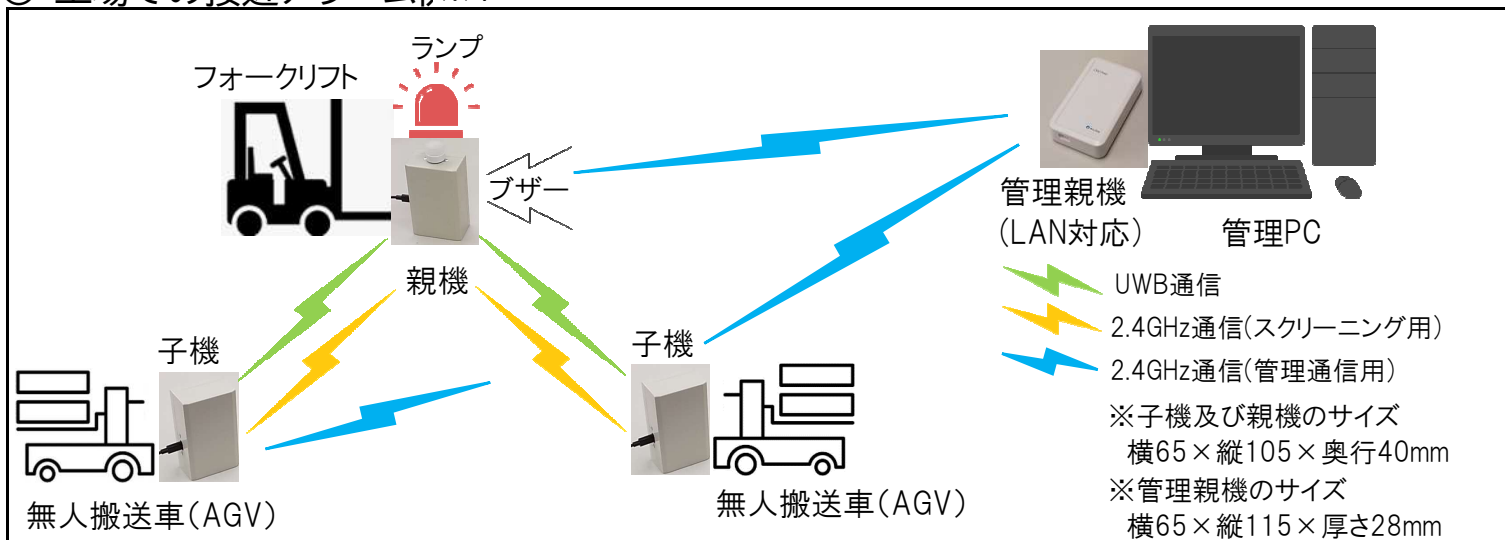 ランプ
フォークリフト
ブザー
親機
子機
子機
無人搬送車(AGV)
無人搬送車(AGV)
管理親機
(LAN対応)
管理PC
UWB通信
2.4GHz通信(スクリーニング用)
2.4GHz通信(管理通信用)
※子機及び親機のサイズ
横65×縦105×奥行40mm
※管理親機のサイズ
横65×縦115×厚さ28mm